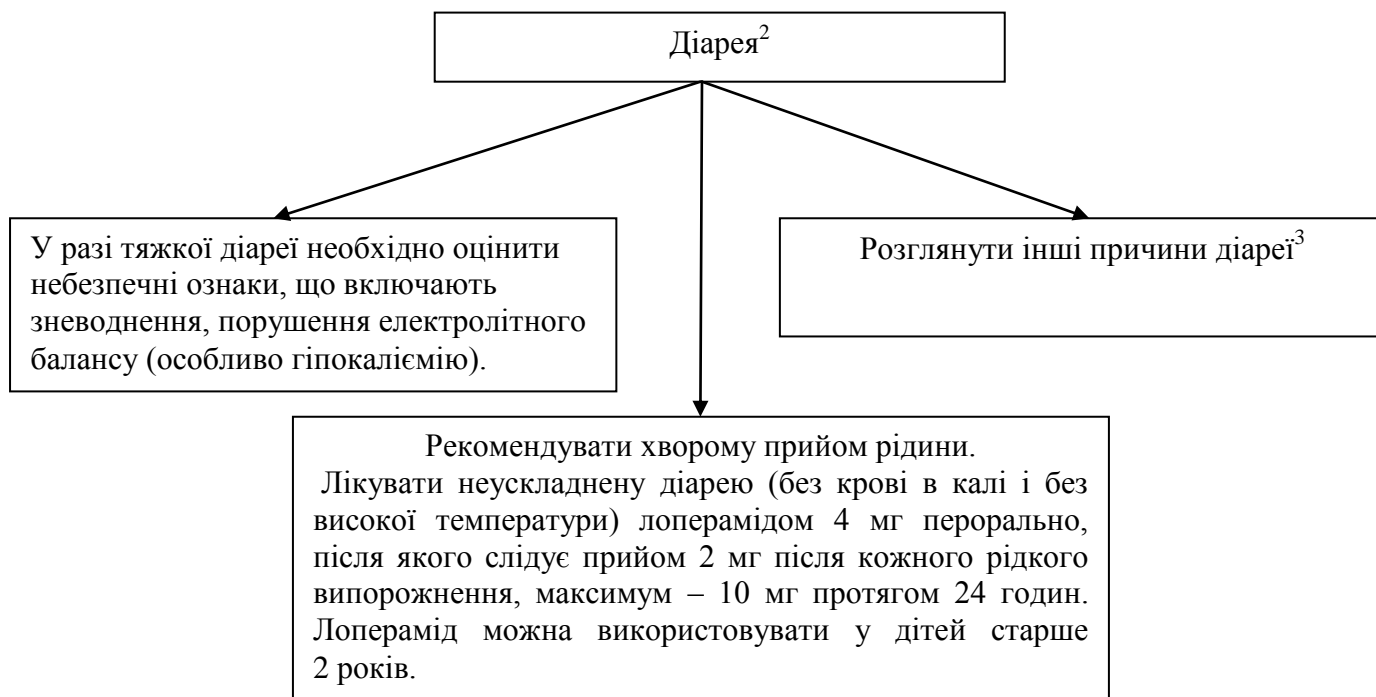 Діарея²
У разі тяжкої діареї необхідно оцінити
небезпечні ознаки, що включають
зневоднення, порушення електролітного
балансу (особливо гіпокаліємію).
Розглянути інші причини діареї³
Рекомендувати хворому прийом рідини.
Лікувати неускладнену діарею (без крові в калі і без
високої температури) лоперамідом 4 мг перорально,
після якого слідує прийом 2 мг після кожного рідкого
випорожнення, максимум – 10 мг протягом 24 годин.
Лоперамід можна використовувати у дітей старше
2 років.